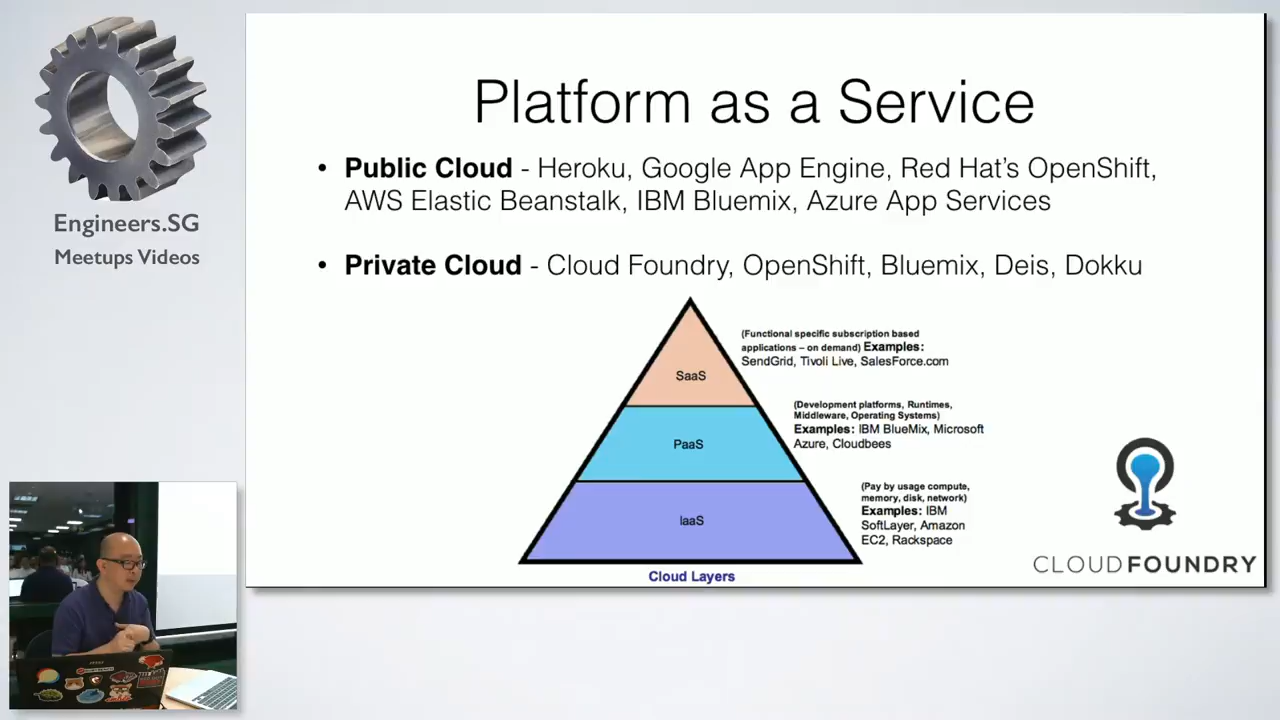 Engineers.SG
Meetups Videos
Platform as a Service
• Public Cloud - Heroku, Google App Engine, Red Hat’s OpenShift,
AWS Elastic Beanstalk, IBM Bluemix, Azure App Services
• Private Cloud - Cloud Foundry, OpenShift, Bluemix, Deis, Dokku
(Functional specific subscription based
applications – on demand) Examples:
SendGrid, Tivoli Live, SalesForce.com
SaaS
(Development platforms, Runtimes,
Middleware, Operating Systems)
Examples: IBM BlueMix, Microsoft
Azure, Cloudbees
PaaS
(Pay by usage compute,
memory, disk, network)
Examples: IBM
SoftLayer, Amazon
EC2, Rackspace
IaaS
Cloud Layers
CLOUD FOUNDRY